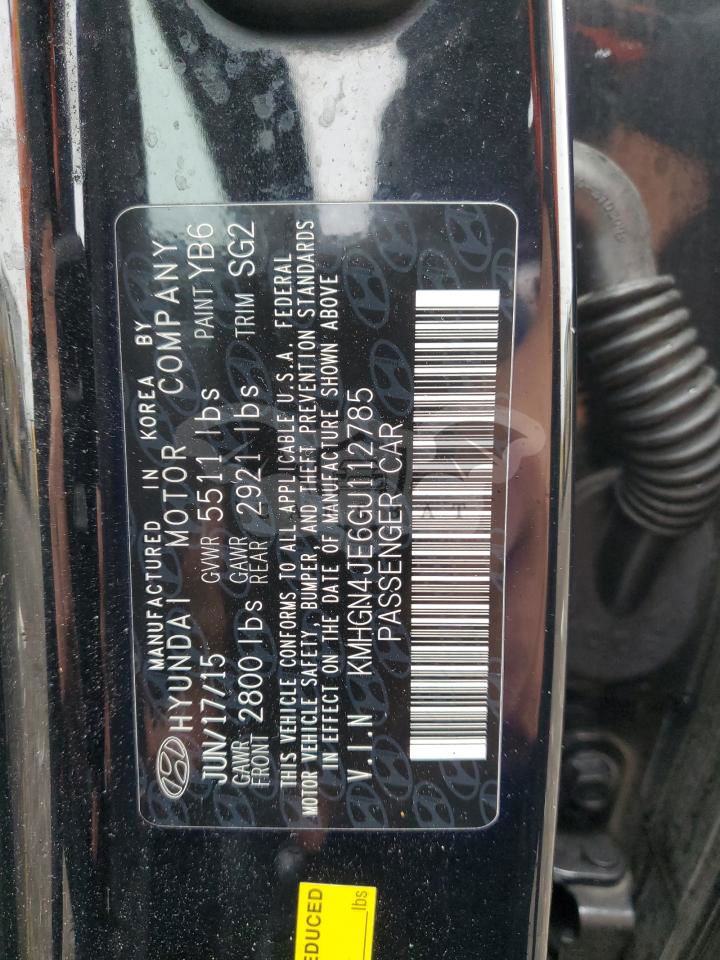 MANUFACTURED IN KOREA BY
HYUNDAI MOTOR COMPANY
JUN/17/15 GVWR 5511 lbs PAINT YB6
GAWR FRONT 2800 lbs GAWR REAR 2921 lbs TRIM SG2
THIS VEHICLE CONFORMS TO ALL APPLICABLE U.S.A. FEDERAL
MOTOR VEHICLE SAFETY, BUMPER, AND THEFT PREVENTION STANDARDS
IN EFFECT ON THE DATE OF MANUFACTURE SHOWN ABOVE
V.I.N KMHGN4JE6GU112785
PASSENGER CAR
EDUCED
lbs